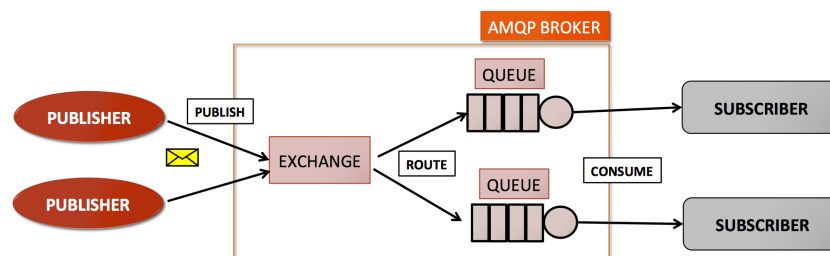 AMQP BROKER
QUEUE
PUBLISHER
PUBLISH
SUBSCRIBER
EXCHANGE
ROUTE
CONSUME
QUEUE
PUBLISHER
SUBSCRIBER